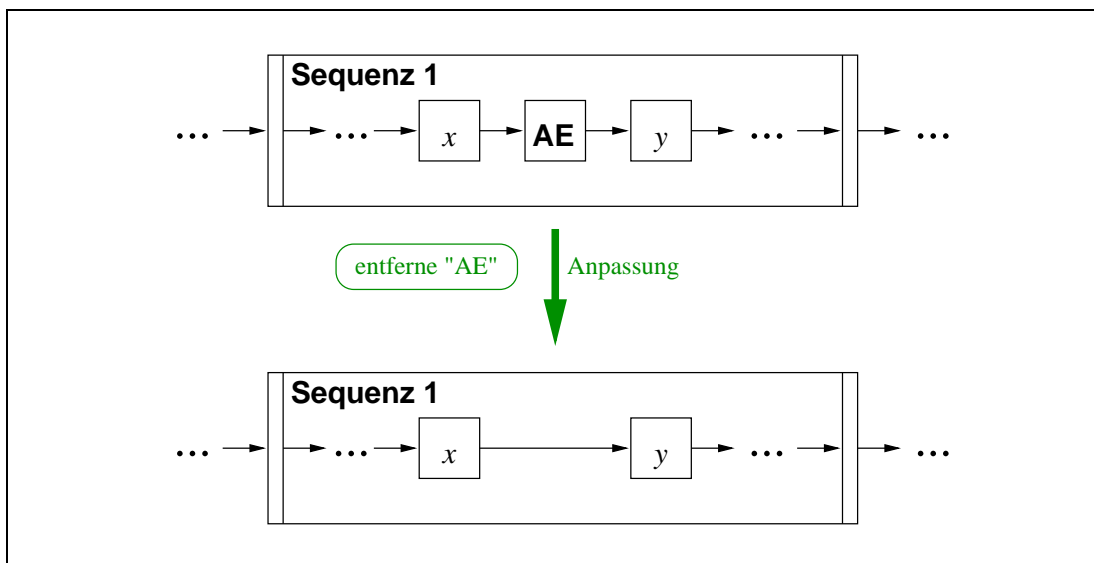 Sequenz 1
... ... x AE y ... ...
entferne "AE" Anpassung
Sequenz 1
... ... x y ... ...